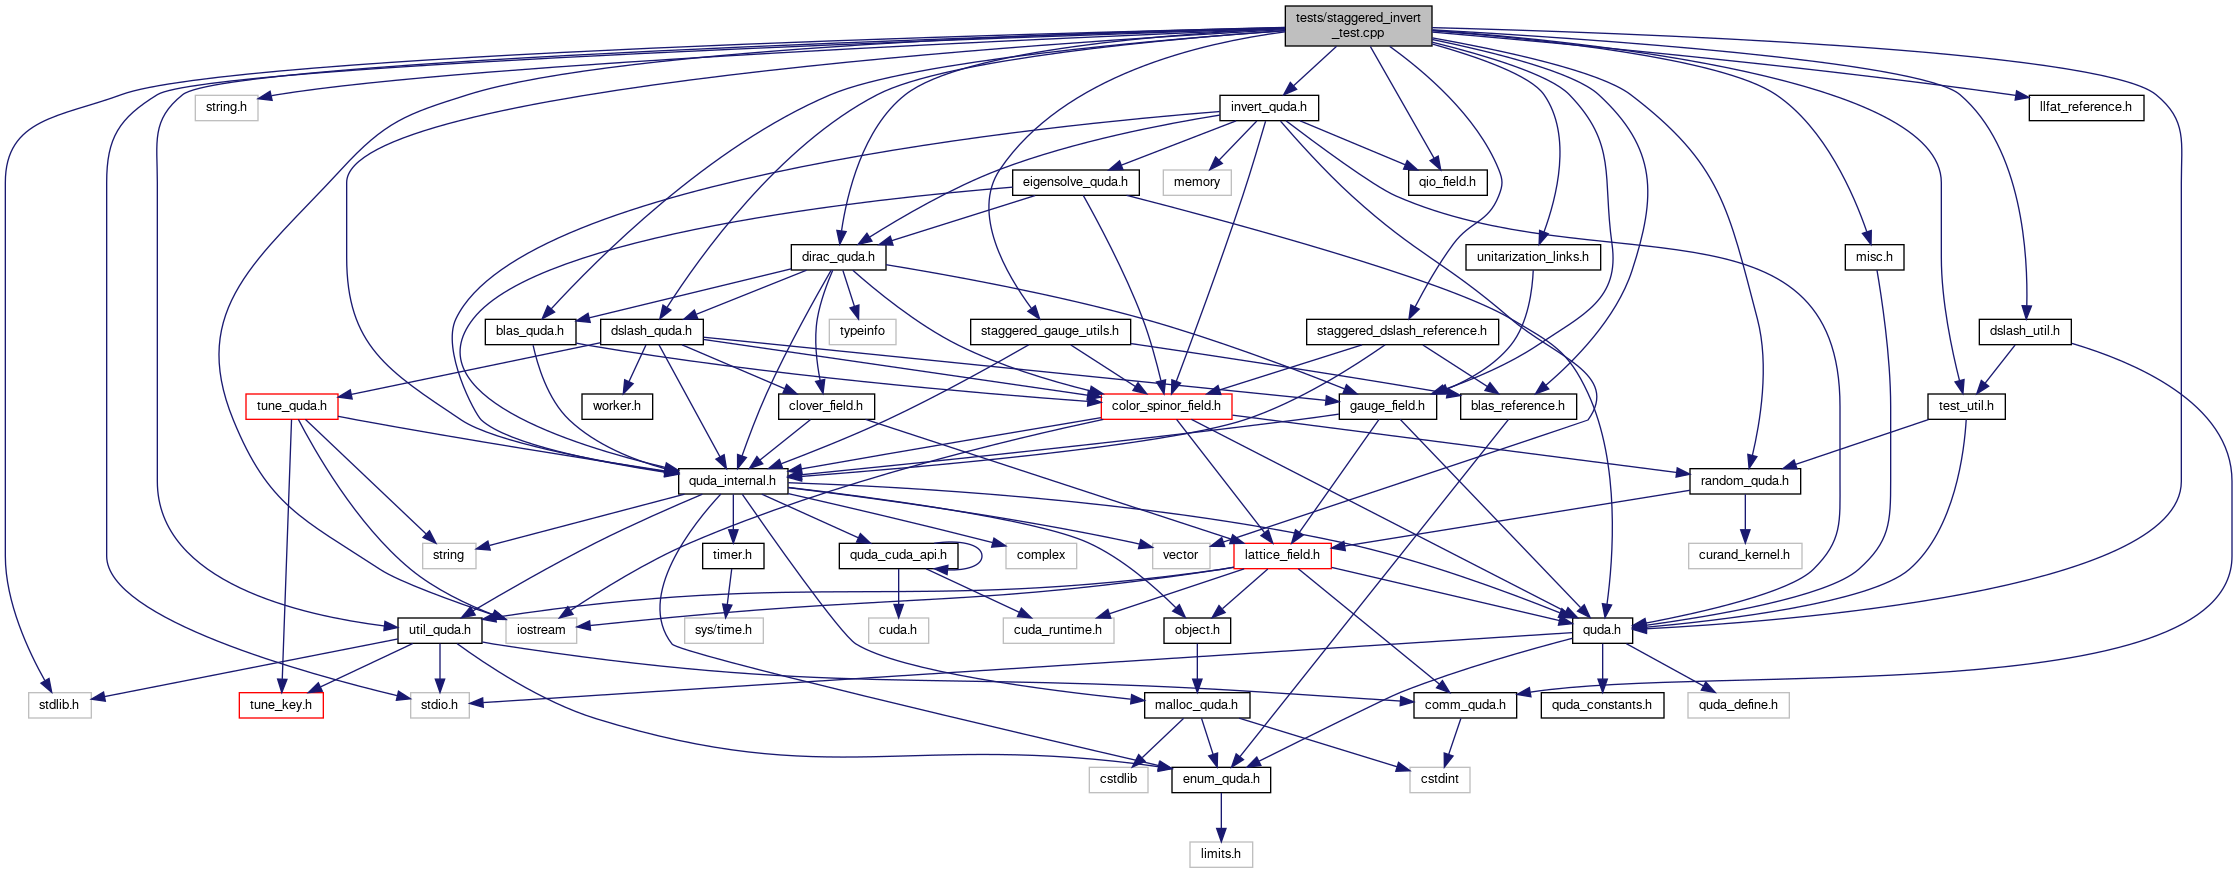 tests/staggered_invert
_test.cpp
string.h
invert_quda.h
llfat_reference.h
eigensolve_quda.h
memory
qio_field.h
dirac_quda.h
unitarization_links.h
misc.h
blas_quda.h
dslash_quda.h
typeinfo
staggered_gauge_utils.h
staggered_dslash_reference.h
dslash_util.h
tune_quda.h
worker.h
clover_field.h
color_spinor_field.h
gauge_field.h
blas_reference.h
test_util.h
quda_internal.h
random_quda.h
string
timer.h
quda_cuda_api.h
complex
vector
lattice_field.h
curand_kernel.h
util_quda.h
iostream
sys/time.h
cuda.h
cuda_runtime.h
object.h
quda.h
stdlib.h
tune_key.h
stdio.h
malloc_quda.h
comm_quda.h
quda_constants.h
quda_define.h
cstdlib
enum_quda.h
cstdint
limits.h